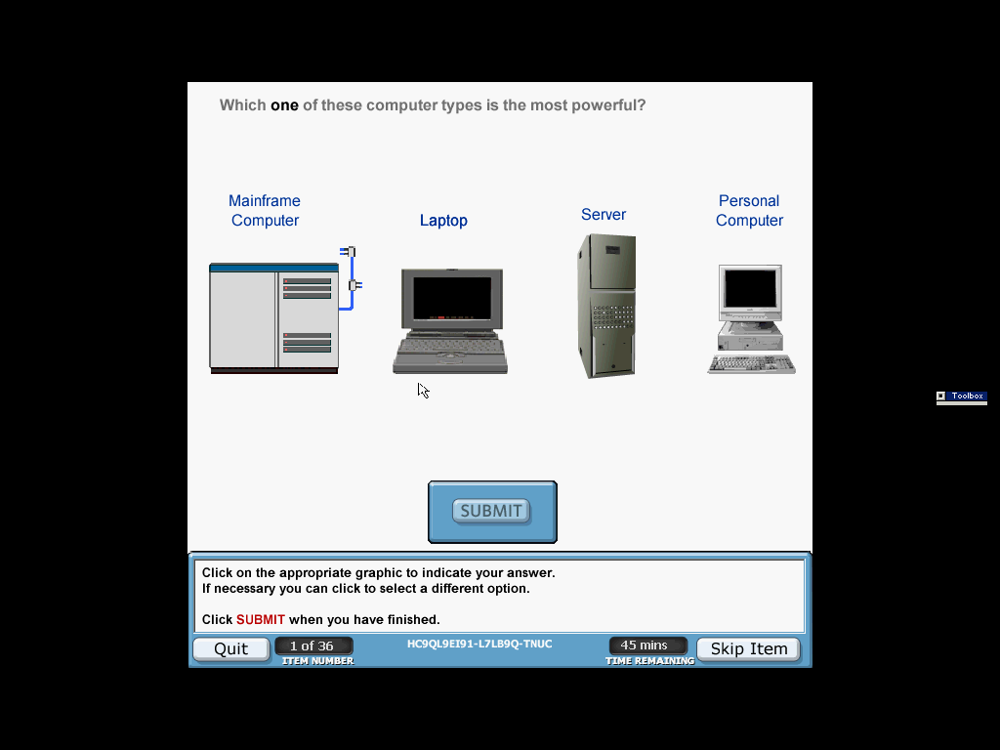 Which one of these computer types is the most powerful?
Mainframe
Computer
Laptop
Server
Personal
Computer
Toolbox
SUBMIT
Click on the appropriate graphic to indicate your answer.
If necessary you can click to select a different option.
Click SUBMIT when you have finished.
Quit
1 of 36
ITEM NUMBER
HC9QL9EI91-L7LB9Q-TNUC
45 mins
TIME REMAINING
Skip Item